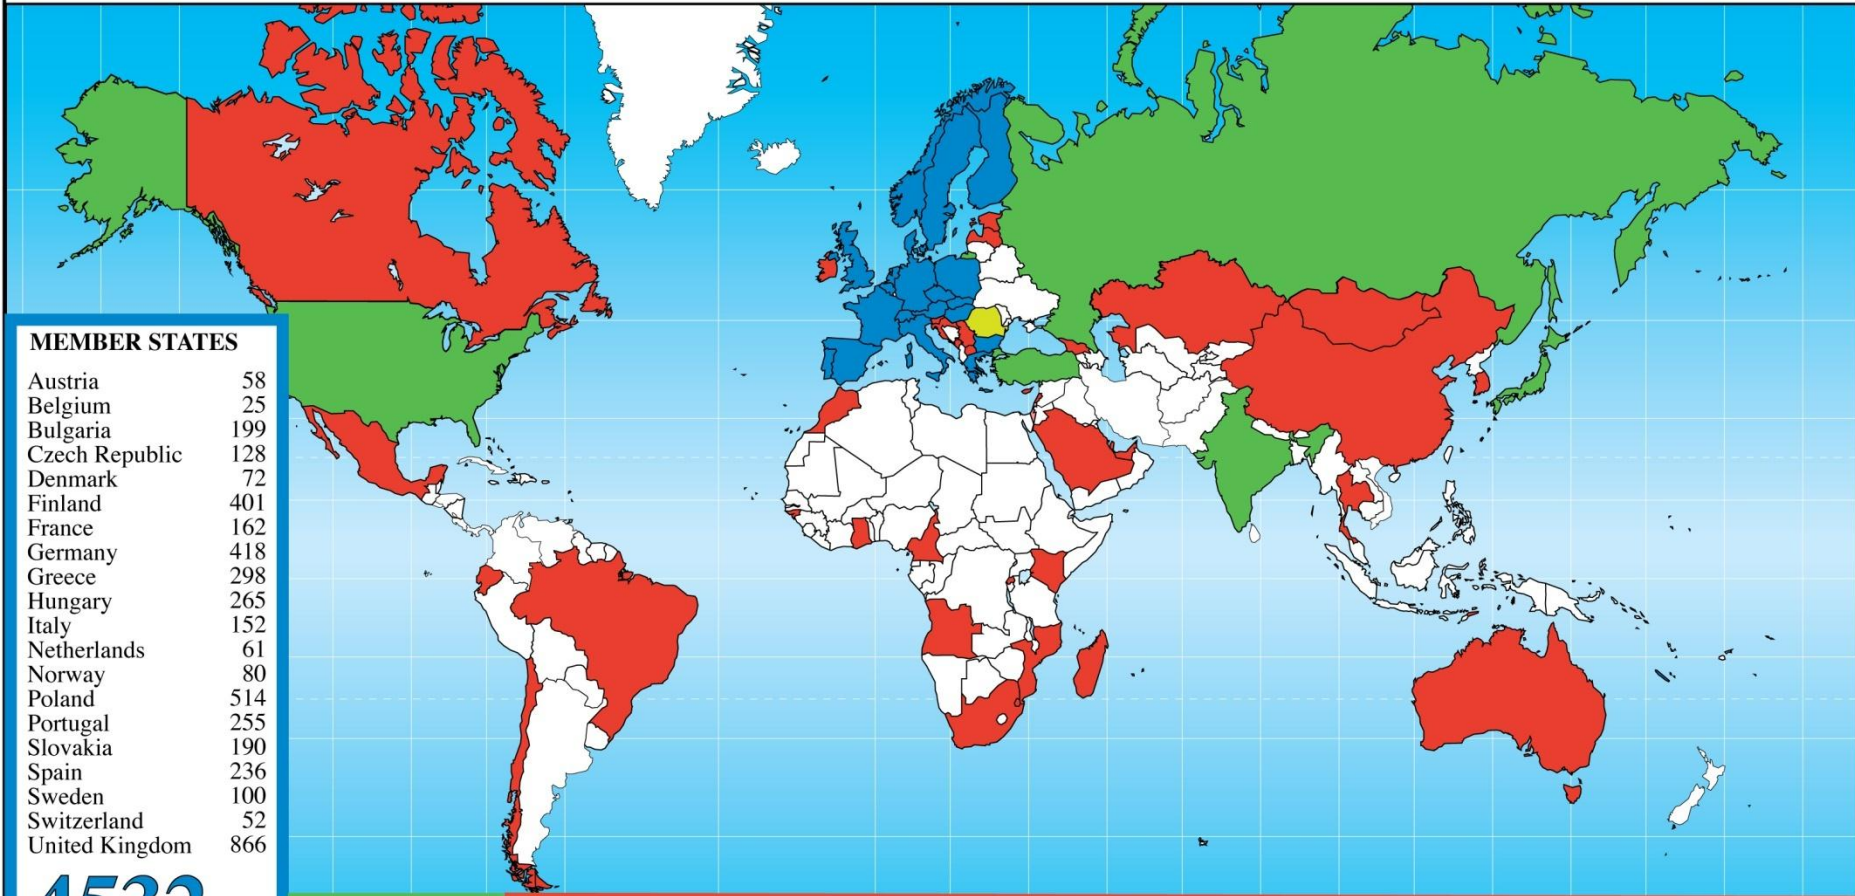 MEMBER STATES
Austria 58
Belgium 25
Bulgaria 199
Czech Republic 128
Denmark 72
Finland 401
France 162
Germany 418
Greece 298
Hungary 265
Italy 152
Netherlands 61
Norway 80
Poland 514
Portugal 255
Slovakia 190
Spain 236
Sweden 100
Switzerland 52
United Kingdom 866
4532